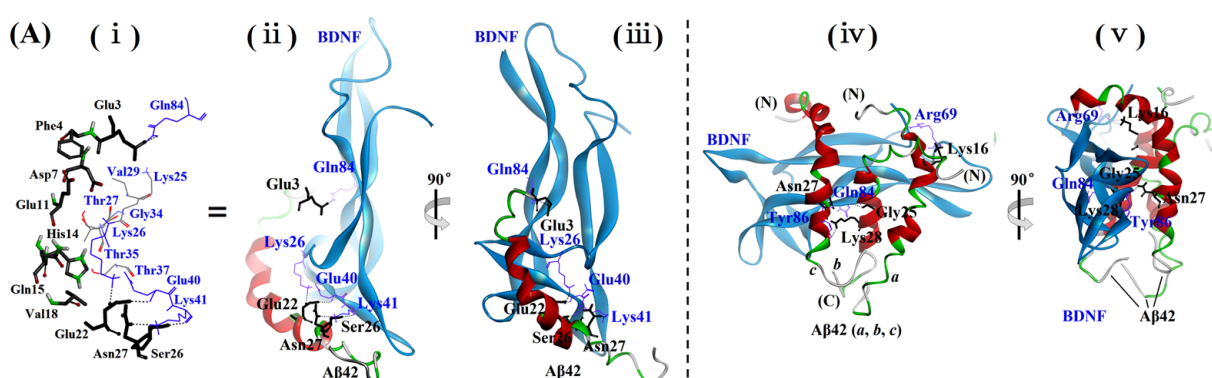 (A)
(i)
Glu3
Gln84
Phe4
Asp7
Val29
Lys25
Glu11
Thr27
Gly34
His14
Lys26
Thr35
Thr37
Gln15
Glu40
Lys41
Val18
Glu22
Asn27
Ser26
=
(ii)
BDNF
Gln84
Glu3
Lys26
Glu40
Glu22
Lys41
Ser26
Asn27
Aβ42
90°
(iii)
BDNF
Gln84
Glu3
Lys26
Glu40
Glu22
Lys41
Ser26
Asn27
Aβ42
(iv)
(N)
(N)
Arg69
BDNF
Lys16
(N)
Asn27
Gln84
Tyr86
Gly25
Lys28
c
b
a
(C)
Aβ42 (a, b, c)
90°
(v)
Arg69
Lys16
Gly25
Gln84
Asn27
Lys28
Tyr86
BDNF
Aβ42